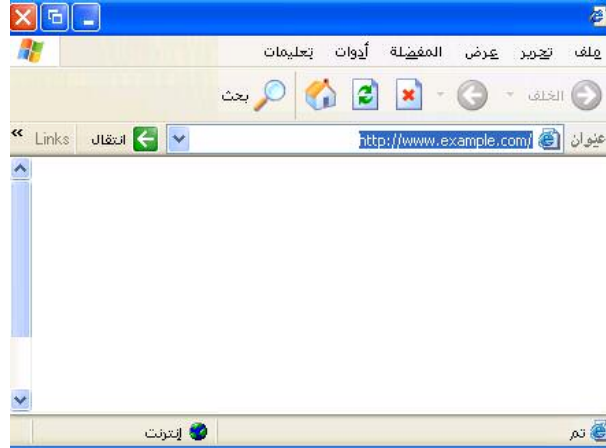 ملف تحرير عرض المفضلة أدوات تعليمات
الخلف بحث
عنوان http://www.example.com/ انتقال Links »
تم إنترنت